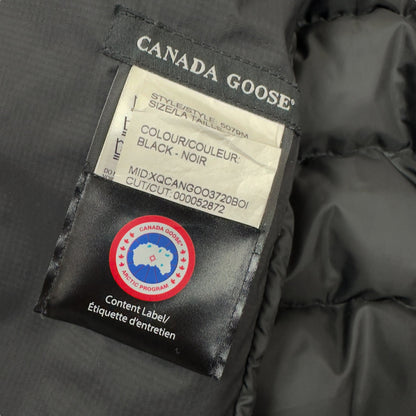 CANADA GOOSE®
STYLE/STYLE: 5079M
SIZE/LA TAILLE
COLOUR/COULEUR:
BLACK - NOIR
MID:XQCANGOO3720BOI
CUT/CUT: 000052872
CANADA GOOSE®
ARCTIC PROGRAM
Content Label/
Étiquette d'entretien